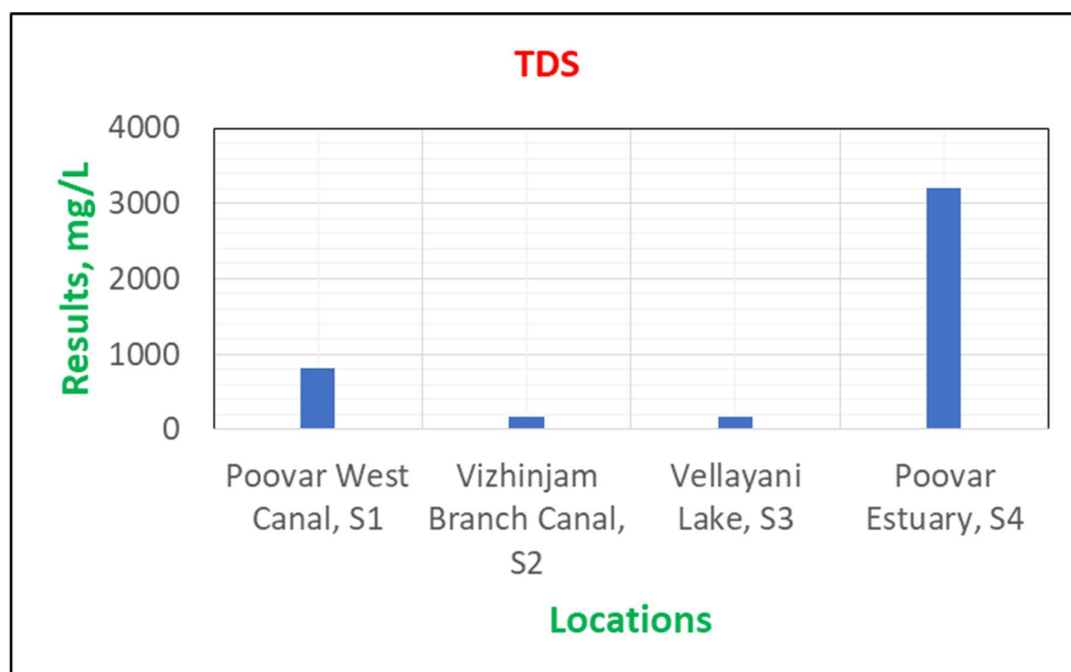 TDS
Results, mg/L
4000
3000
2000
1000
0
Poovar West
Canal, S1
Vizhinjam
Branch Canal,
S2
Vellayani
Lake, S3
Poovar
Estuary, S4
Locations